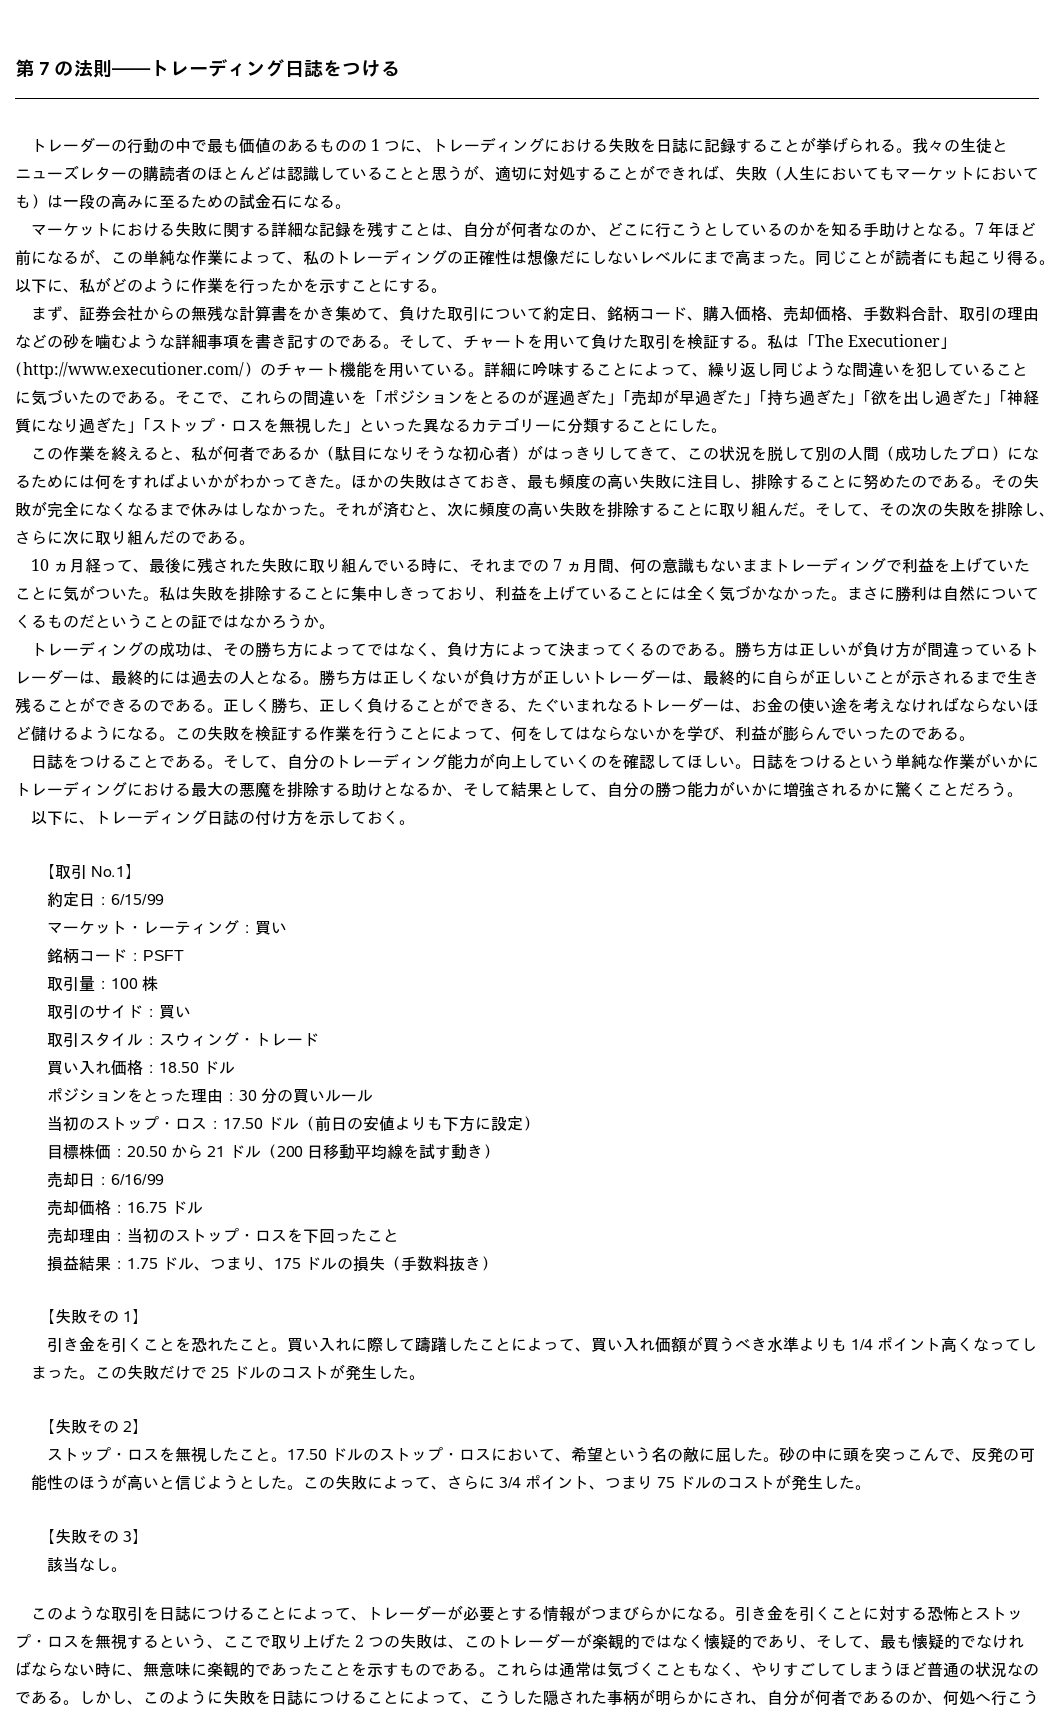 第 7 の法則――トレーディング日誌をつける
トレーダーの行動の中で最も価値のあるものの 1 つに、トレーディングにおける失敗を日誌に記録することが挙げられる。我々の生徒と
ニューズレターの購読者のほとんどは認識していることと思うが、適切に対処することができれば、失敗（人生においてもマーケットにおいて
も）は一段の高みに至るための試金石になる。
マーケットにおける失敗に関する詳細な記録を残すことは、自分が何者なのか、どこに行こうとしているのかを知る手助けとなる。7 年ほど
前になるが、この単純な作業によって、私のトレーディングの正確性は想像だにしないレベルにまで高まった。同じことが読者にも起こり得る。
以下に、私がどのように作業を行ったかを示すことにする。
まず、証券会社からの無残な計算書をかき集めて、負けた取引について約定日、銘柄コード、購入価格、売却価格、手数料合計、取引の理由
などの砂を噛むような詳細事項を書き記すのである。そして、チャートを用いて負けた取引を検証する。私は「The Executioner」
(http://www.executioner.com/）のチャート機能を用いている。詳細に吟味することによって、繰り返し同じような間違いを犯していること
に気づいたのである。そこで、これらの間違いを「ポジションをとるのが遅過ぎた」「売却が早過ぎた」「持ち過ぎた」「欲を出し過ぎた」「神経
質になり過ぎた」「ストップ・ロスを無視した」といった異なるカテゴリーに分類することにした。
この作業を終えると、私が何者であるか（駄目になりそうな初心者）がはっきりしてきて、この状況を脱して別の人間（成功したプロ）にな
るためには何をすればよいかがわかってきた。ほかの失敗はさておき、最も頻度の高い失敗に注目し、排除することに努めたのである。その失
敗が完全になくなるまで休みはしなかった。それが済むと、次に頻度の高い失敗を排除することに取り組んだ。そして、その次の失敗を排除し、
さらに次に取り組んだのである。
10 ヵ月経って、最後に残された失敗に取り組んでいる時に、それまでの 7 ヵ月間、何の意識もないままトレーディングで利益を上げていた
ことに気がついた。私は失敗を排除することに集中しきっており、利益を上げていることには全く気づかなかった。まさに勝利は自然について
くるものだということの証ではなかろうか。
トレーディングの成功は、その勝ち方によってではなく、負け方によって決まってくるのである。勝ち方は正しいが負け方が間違っているト
レーダーは、最終的には過去の人となる。勝ち方は正しくないが負け方が正しいトレーダーは、最終的に自らが正しいことが示されるまで生き
残ることができるのである。正しく勝ち、正しく負けることができる、たぐいまれなるトレーダーは、お金の使い途を考えなければならないほ
ど儲けるようになる。この失敗を検証する作業を行うことによって、何をしてはならないかを学び、利益が膨らんでいったのである。
日誌をつけることである。そして、自分のトレーディング能力が向上していくのを確認してほしい。日誌をつけるという単純な作業がいかに
トレーディングにおける最大の悪魔を排除する助けとなるか、そして結果として、自分の勝つ能力がいかに増強されるかに驚くことだろう。
以下に、トレーディング日誌の付け方を示しておく。
【取引 No.1】
約定日：6/15/99
マーケット・レーティング：買い
銘柄コード：PSFT
取引量：100 株
取引のサイド：買い
取引スタイル：スウィング・トレード
買い入れ価格：18.50 ドル
ポジションをとった理由：30 分の買いルール
当初のストップ・ロス：17.50 ドル（前日の安値よりも下方に設定）
目標株価：20.50 から 21 ドル（200 日移動平均線を試す動き）
売却日：6/16/99
売却価格：16.75 ドル
売却理由：当初のストップ・ロスを下回ったこと
損益結果：1.75 ドル、つまり、175 ドルの損失（手数料抜き）
【失敗その 1】
引き金を引くことを恐れたこと。買い入れに際して躊躇したことによって、買い入れ価額が買うべき水準よりも 1/4 ポイント高くなってし
まった。この失敗だけで 25 ドルのコストが発生した。
【失敗その 2】
ストップ・ロスを無視したこと。17.50 ドルのストップ・ロスにおいて、希望という名の敵に屈した。砂の中に頭を突っこんで、反発の可
能性のほうが高いと信じようとした。この失敗によって、さらに 3/4 ポイント、つまり 75 ドルのコストが発生した。
【失敗その 3】
該当なし。
このような取引を日誌につけることによって、トレーダーが必要とする情報がつまびらかになる。引き金を引くことに対する恐怖とストッ
プ・ロスを無視するという、ここで取り上げた 2 つの失敗は、このトレーダーが楽観的ではなく懐疑的であり、そして、最も懐疑的でなけれ
ばならない時に、無意味に楽観的であったことを示すものである。これらは通常は気づくこともなく、やりすごしてしまうほど普通の状況なの
である。しかし、このように失敗を日誌につけることによって、こうした隠された事柄が明らかにされ、自分が何者であるのか、何処へ行こう